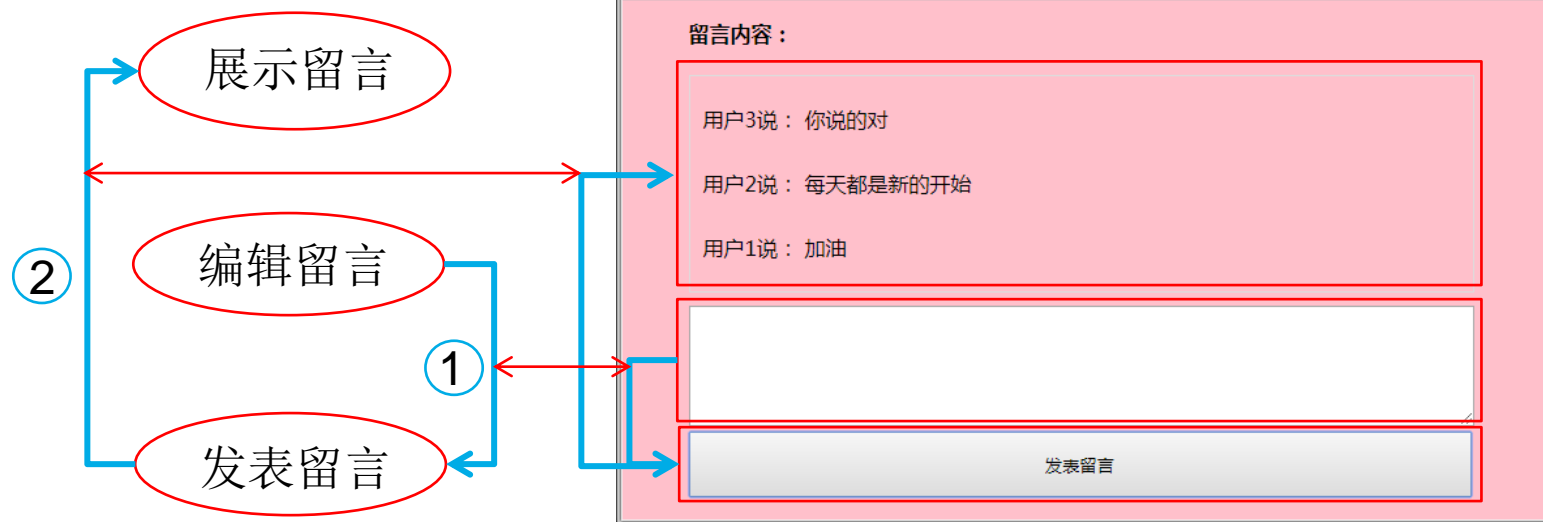 展示留言
编辑留言
发表留言
②
①
留言内容：
用户3说： 你说的对
用户2说： 每天都是新的开始
用户1说： 加油
发表留言